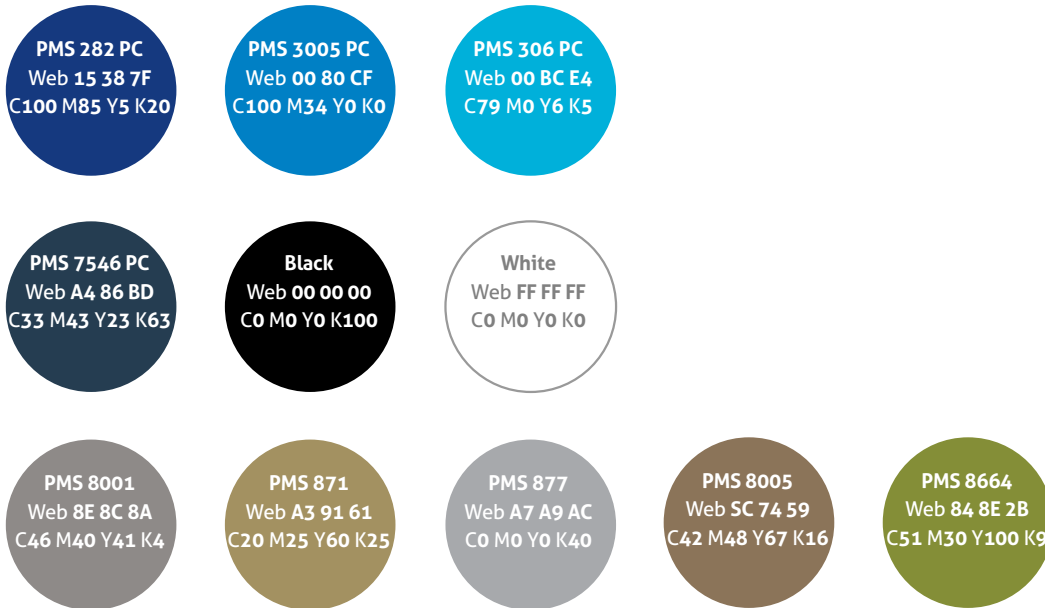 PMS 282 PC
Web 15 38 7F
C100 M85 Y5 K20
PMS 3005 PC
Web 00 80 CF
C100 M34 Y0 K0
PMS 306 PC
Web 00 BC E4
C79 M0 Y6 K5
PMS 7546 PC
Web A4 86 BD
C33 M43 Y23 K63
Black
Web 00 00 00
C0 M0 Y0 K100
White
Web FF FF FF
C0 M0 Y0 K0
PMS 8001
Web 8E 8C 8A
C46 M40 Y41 K4
PMS 871
Web A3 91 61
C20 M25 Y60 K25
PMS 877
Web A7 A9 AC
C0 M0 Y0 K40
PMS 8005
Web SC 74 59
C42 M48 Y67 K16
PMS 8664
Web 84 8E 2B
C51 M30 Y100 K9